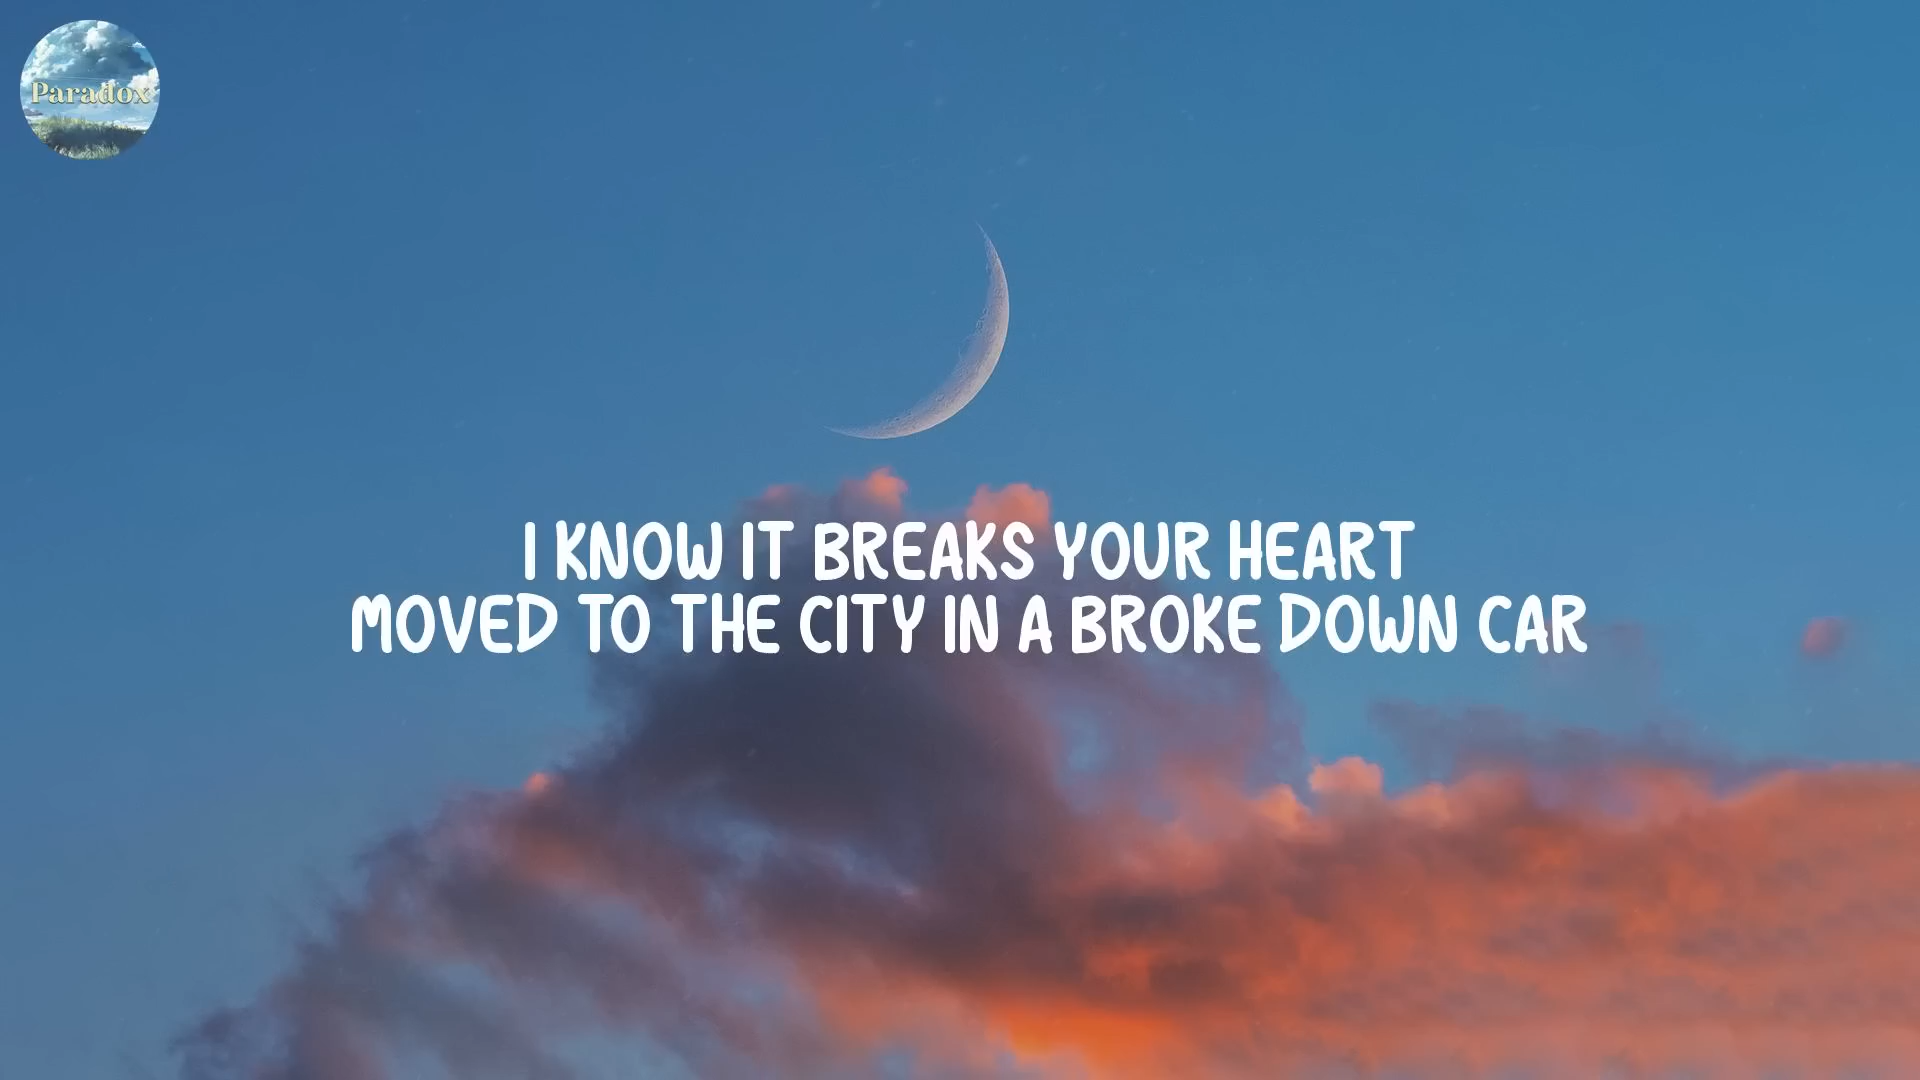 Paradox
I KNOW IT BREAKS YOUR HEART
MOVED TO THE CITY IN A BROKE DOWN CAR